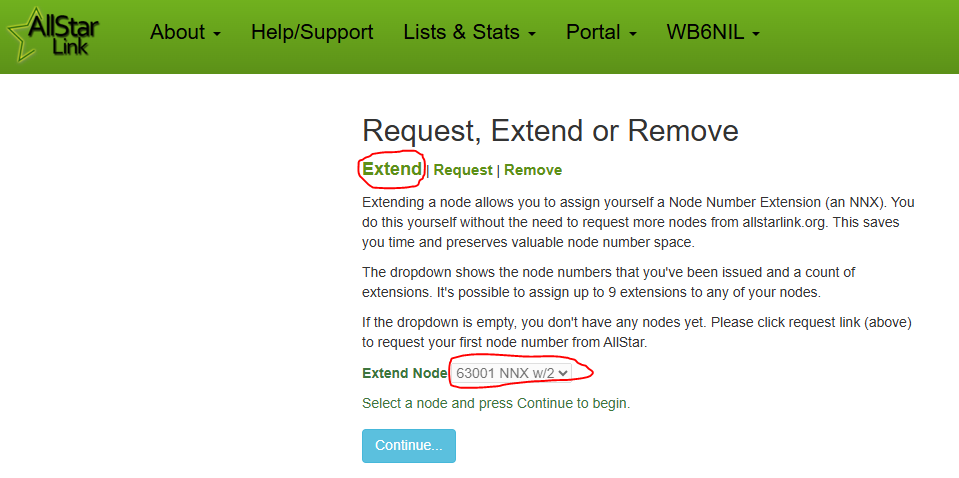 AllStar
Link
About Help/Support Lists & Stats Portal WB6NIL
Request, Extend or Remove
Extend | Request | Remove
Extending a node allows you to assign yourself a Node Number Extension (an NNX). You
do this yourself without the need to request more nodes from allstarlink.org. This saves
you time and preserves valuable node number space.
The dropdown shows the node numbers that you've been issued and a count of
extensions. It's possible to assign up to 9 extensions to any of your nodes.
If the dropdown is empty, you don't have any nodes yet. Please click request link (above)
to request your first node number from AllStar.
Extend Node 63001 NNX w/2
Select a node and press Continue to begin.
Continue...